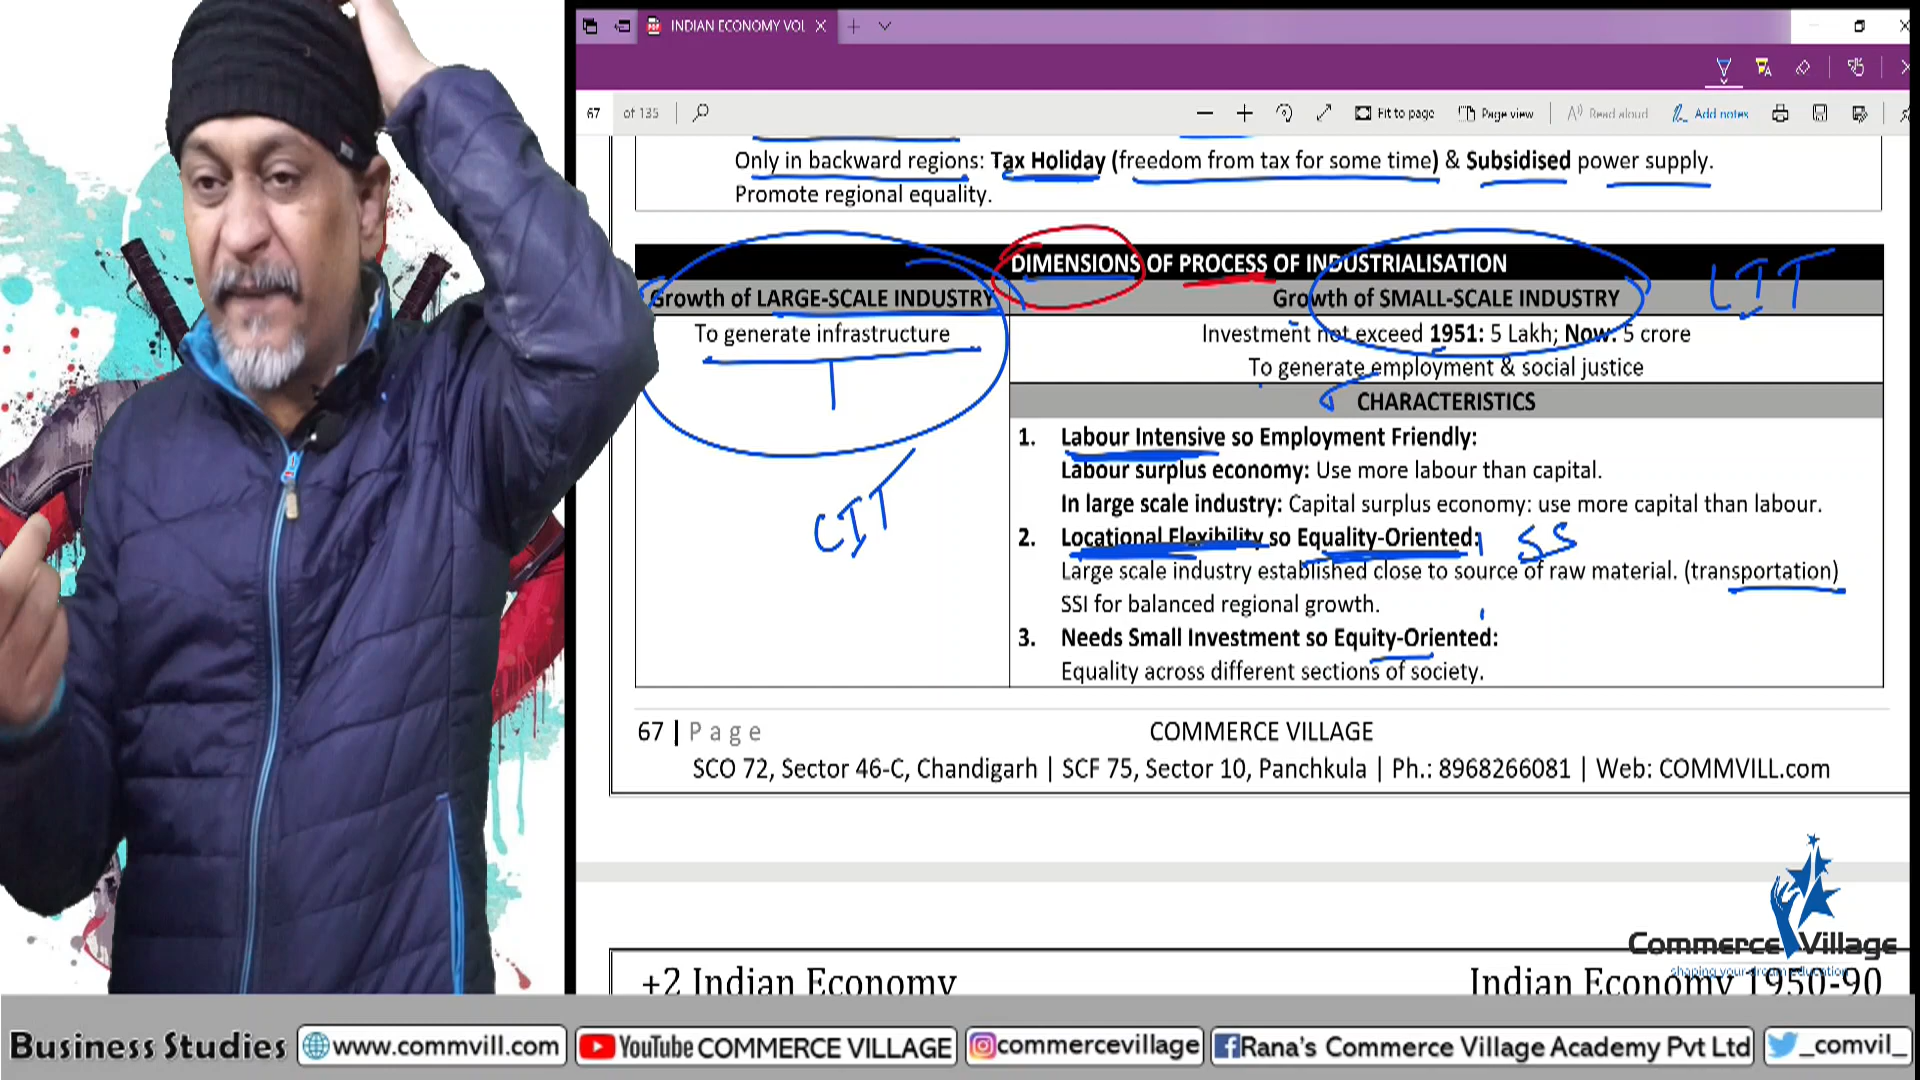 INDIAN ECONOMY VOL
67 of 135
Fit to page
Page view
Read aloud
Add notes
Only in backward regions: Tax Holiday (freedom from tax for some time) & Subsidised power supply.
Promote regional equality.
DIMENSIONS OF PROCESS OF INDUSTRIALISATION
Growth of LARGE-SCALE INDUSTRY
Growth of SMALL-SCALE INDUSTRY
LIT
To generate infrastructure
Investment not exceed 1951: 5 Lakh; Now: 5 crore
To generate employment & social justice
CHARACTERISTICS
CIT
1. Labour Intensive so Employment Friendly:
Labour surplus economy: Use more labour than capital.
In large scale industry: Capital surplus economy: use more capital than labour.
2. Locational Flexibility so Equality-Oriented:
SS
Large scale industry established close to source of raw material. (transportation)
SSI for balanced regional growth.
3. Needs Small Investment so Equity-Oriented:
Equality across different sections of society.
67 | Page
COMMERCE VILLAGE
SCO 72, Sector 46-C, Chandigarh | SCF 75, Sector 10, Panchkula | Ph.: 8968266081 | Web: COMMVILL.com
Commerce Village
shaping your dream education
+2 Indian Economy
Indian Economy 1950-90
Business Studies
www.commvill.com
YouTube COMMERCE VILLAGE
commercevillage
Rana's Commerce Village Academy Pvt Ltd
_comvil_